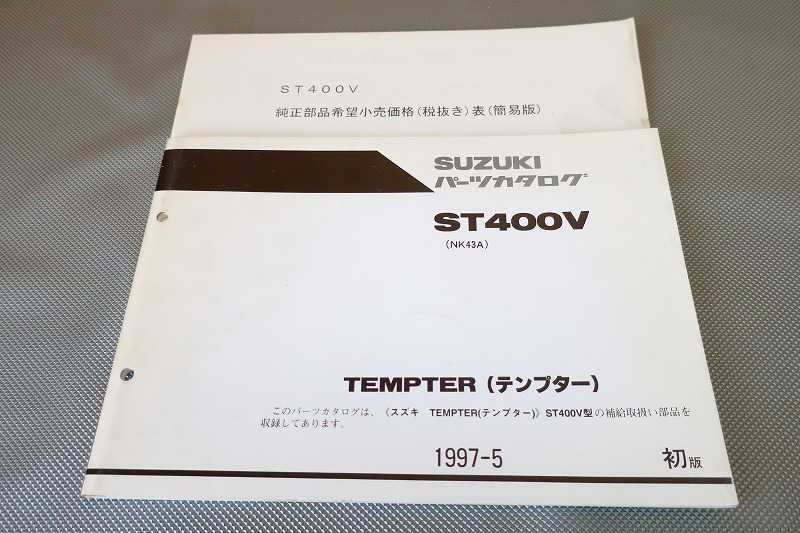 ST400V
純正部品希望小売価格(税抜き)表(簡易版)
SUZUKI
パーツカタログ
ST400V
(NK43A)
TEMPTER (テンプター)
このパーツカタログは、《スズキ TEMPTER(テンプター)》ST400V型の補給取扱い部品を
収録してあります。
1997-5 初版